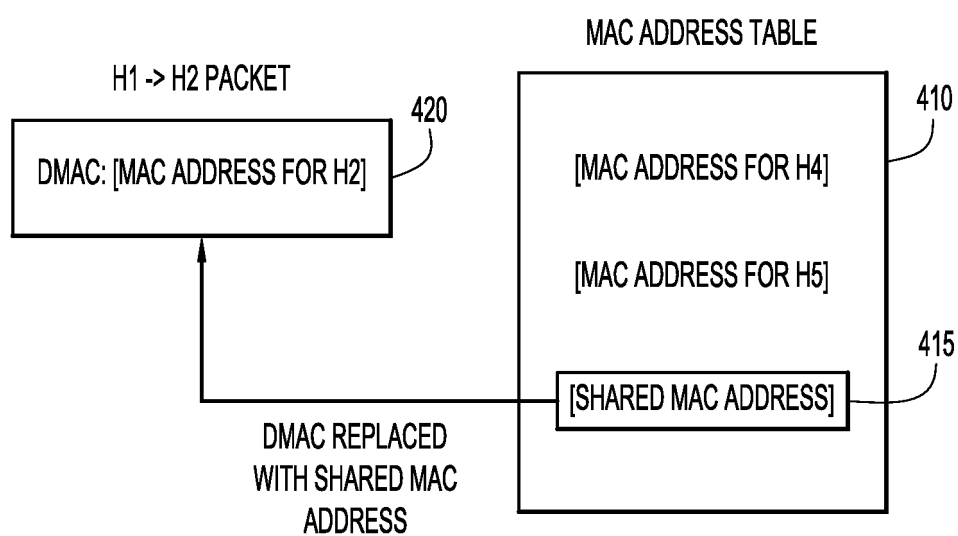 MAC ADDRESS TABLE
H1 -> H2 PACKET
420
410
DMAC: [MAC ADDRESS FOR H2]
[MAC ADDRESS FOR H4]
[MAC ADDRESS FOR H5]
415
[SHARED MAC ADDRESS]
DMAC REPLACED
WITH SHARED MAC
ADDRESS